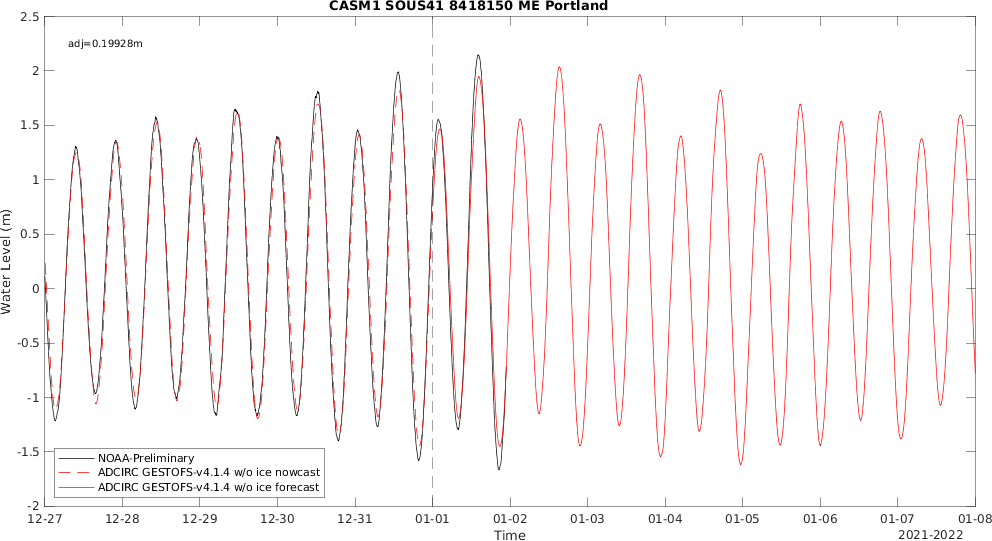 CASM1 SOUS41 8418150 ME Portland
adj=0.19928m
2.5
2
1.5
1
0.5
0
-0.5
-1
-1.5
-2
Water Level (m)
NOAA-Preliminary
ADCIRC GESTOFS-v4.1.4 w/o ice nowcast
ADCIRC GESTOFS-v4.1.4 w/o ice forecast
12-27 12-28 12-29 12-30 12-31 01-01 01-02 01-03 01-04 01-05 01-06 01-07 01-08
Time
2021-2022